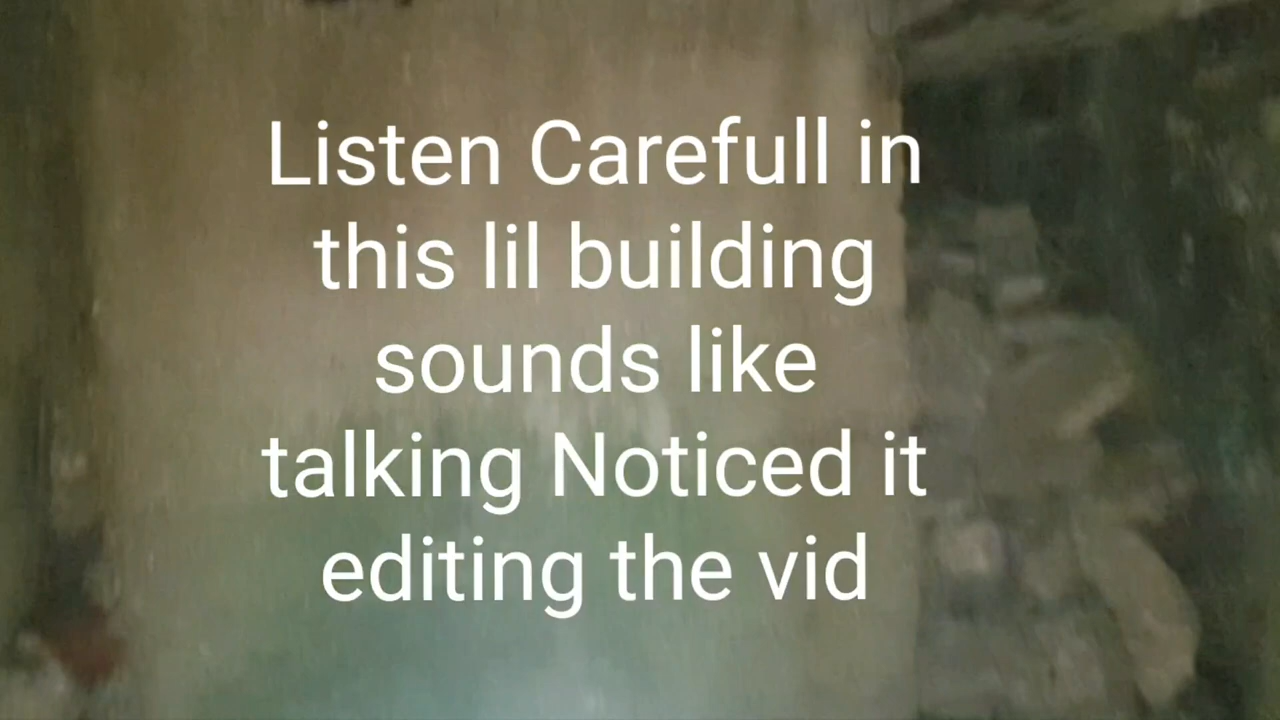 Listen Carefull in
this lil building
sounds like
talking Noticed it
editing the vid